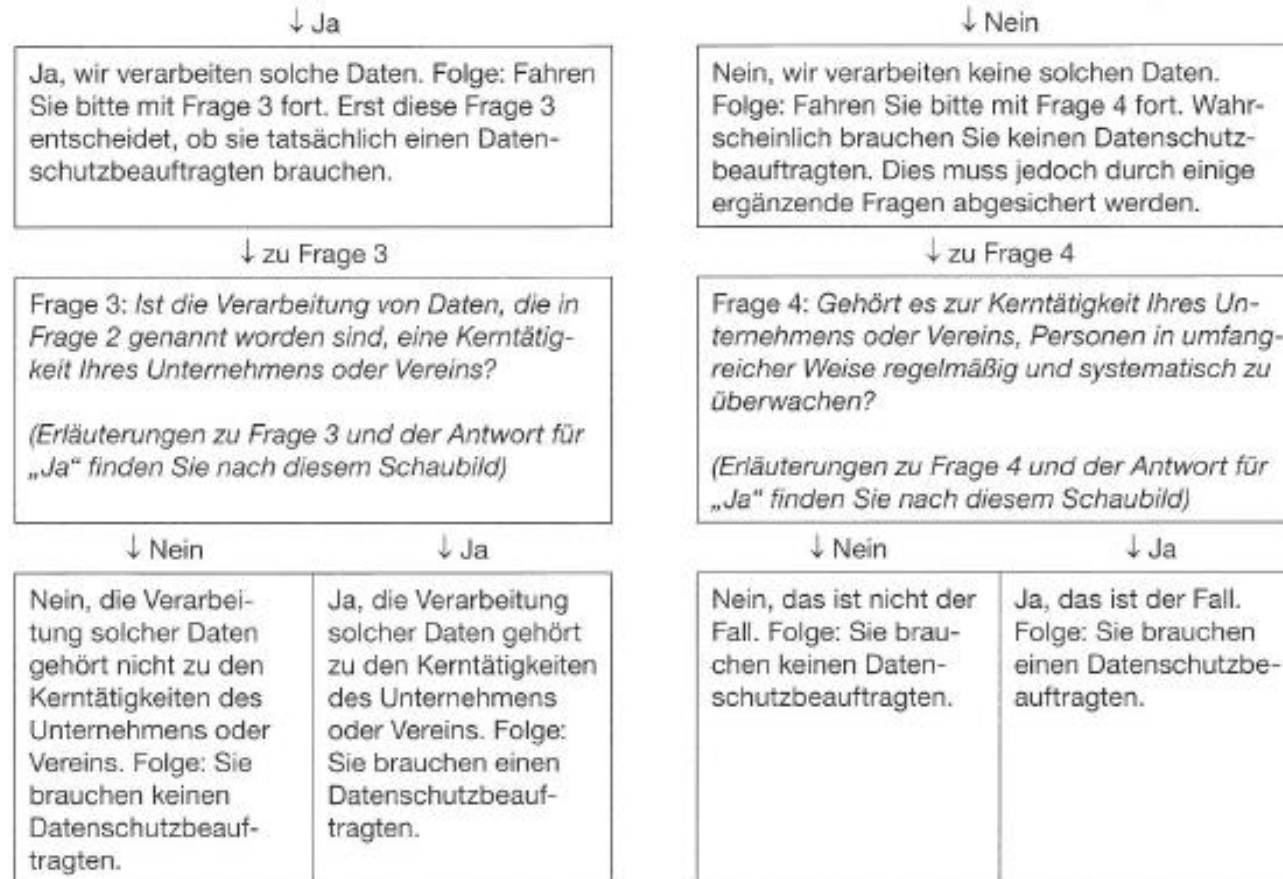 ↓ Ja
Ja, wir verarbeiten solche Daten. Folge: Fahren
Sie bitte mit Frage 3 fort. Erst diese Frage 3
entscheidet, ob sie tatsächlich einen Daten-
schutzbeauftragten brauchen.
↓ zu Frage 3
Frage 3: Ist die Verarbeitung von Daten, die in
Frage 2 genannt worden sind, eine Kerntätig-
keit Ihres Unternehmens oder Vereins?
(Erläuterungen zu Frage 3 und der Antwort für
„Ja“ finden Sie nach diesem Schaubild)
↓ Nein
Nein, die Verarbei-
tung solcher Daten
gehört nicht zu den
Kerntätigkeiten des
Unternehmens oder
Vereins. Folge: Sie
brauchen keinen
Datenschutzbeauf-
tragten.
↓ Ja
Ja, die Verarbeitung
solcher Daten gehört
zu den Kerntätigkeiten
des Unternehmens
oder Vereins. Folge:
Sie brauchen einen
Datenschutzbeauf-
tragten.
↓ Nein
Nein, wir verarbeiten keine solchen Daten.
Folge: Fahren Sie bitte mit Frage 4 fort. Wahr-
scheinlich brauchen Sie keinen Datenschutz-
beauftragten. Dies muss jedoch durch einige
ergänzende Fragen abgesichert werden.
↓ zu Frage 4
Frage 4: Gehört es zur Kerntätigkeit Ihres Un-
ternehmens oder Vereins, Personen in umfang-
reicher Weise regelmäßig und systematisch zu
überwachen?
(Erläuterungen zu Frage 4 und der Antwort für
„Ja“ finden Sie nach diesem Schaubild)
↓ Nein
Nein, das ist nicht der
Fall. Folge: Sie brau-
chen keinen Daten-
schutzbeauftragten.
↓ Ja
Ja, das ist der Fall.
Folge: Sie brauchen
einen Datenschutzbe-
auftragten.